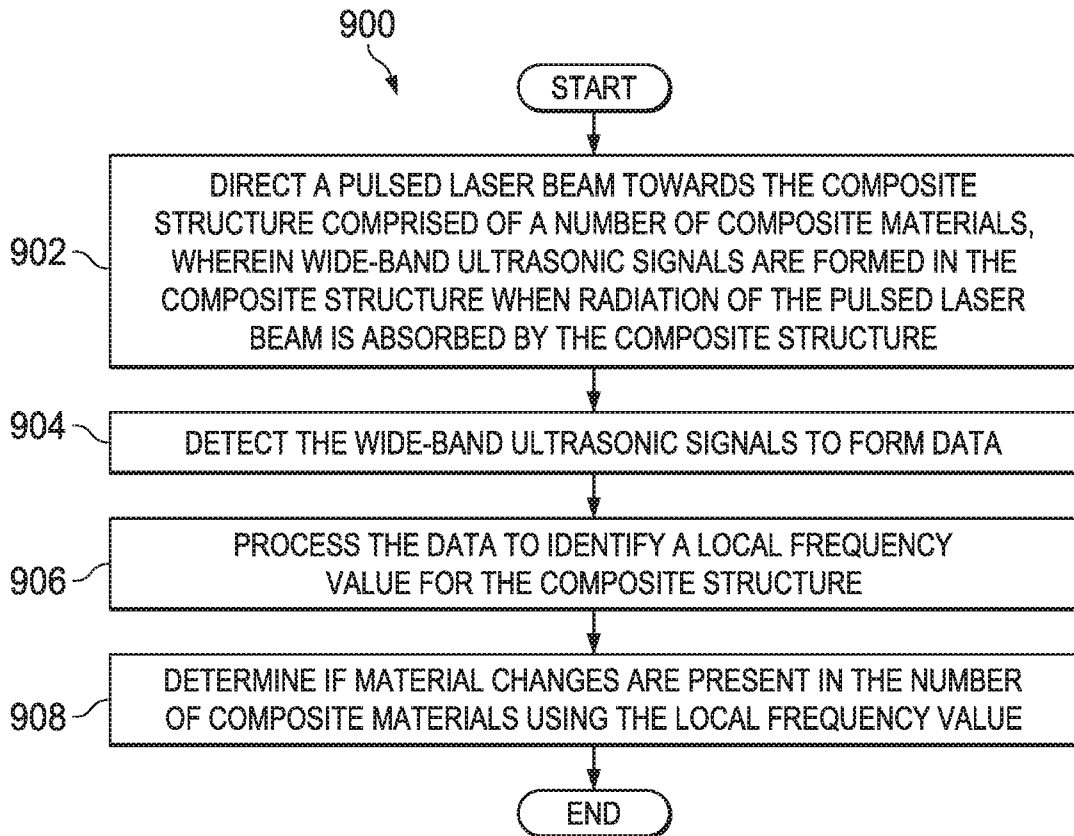 900
START
902
DIRECT A PULSED LASER BEAM TOWARDS THE COMPOSITE
STRUCTURE COMPRISED OF A NUMBER OF COMPOSITE MATERIALS,
WHEREIN WIDE-BAND ULTRASONIC SIGNALS ARE FORMED IN THE
COMPOSITE STRUCTURE WHEN RADIATION OF THE PULSED LASER
BEAM IS ABSORBED BY THE COMPOSITE STRUCTURE
904
DETECT THE WIDE-BAND ULTRASONIC SIGNALS TO FORM DATA
906
PROCESS THE DATA TO IDENTIFY A LOCAL FREQUENCY
VALUE FOR THE COMPOSITE STRUCTURE
908
DETERMINE IF MATERIAL CHANGES ARE PRESENT IN THE NUMBER
OF COMPOSITE MATERIALS USING THE LOCAL FREQUENCY VALUE
END